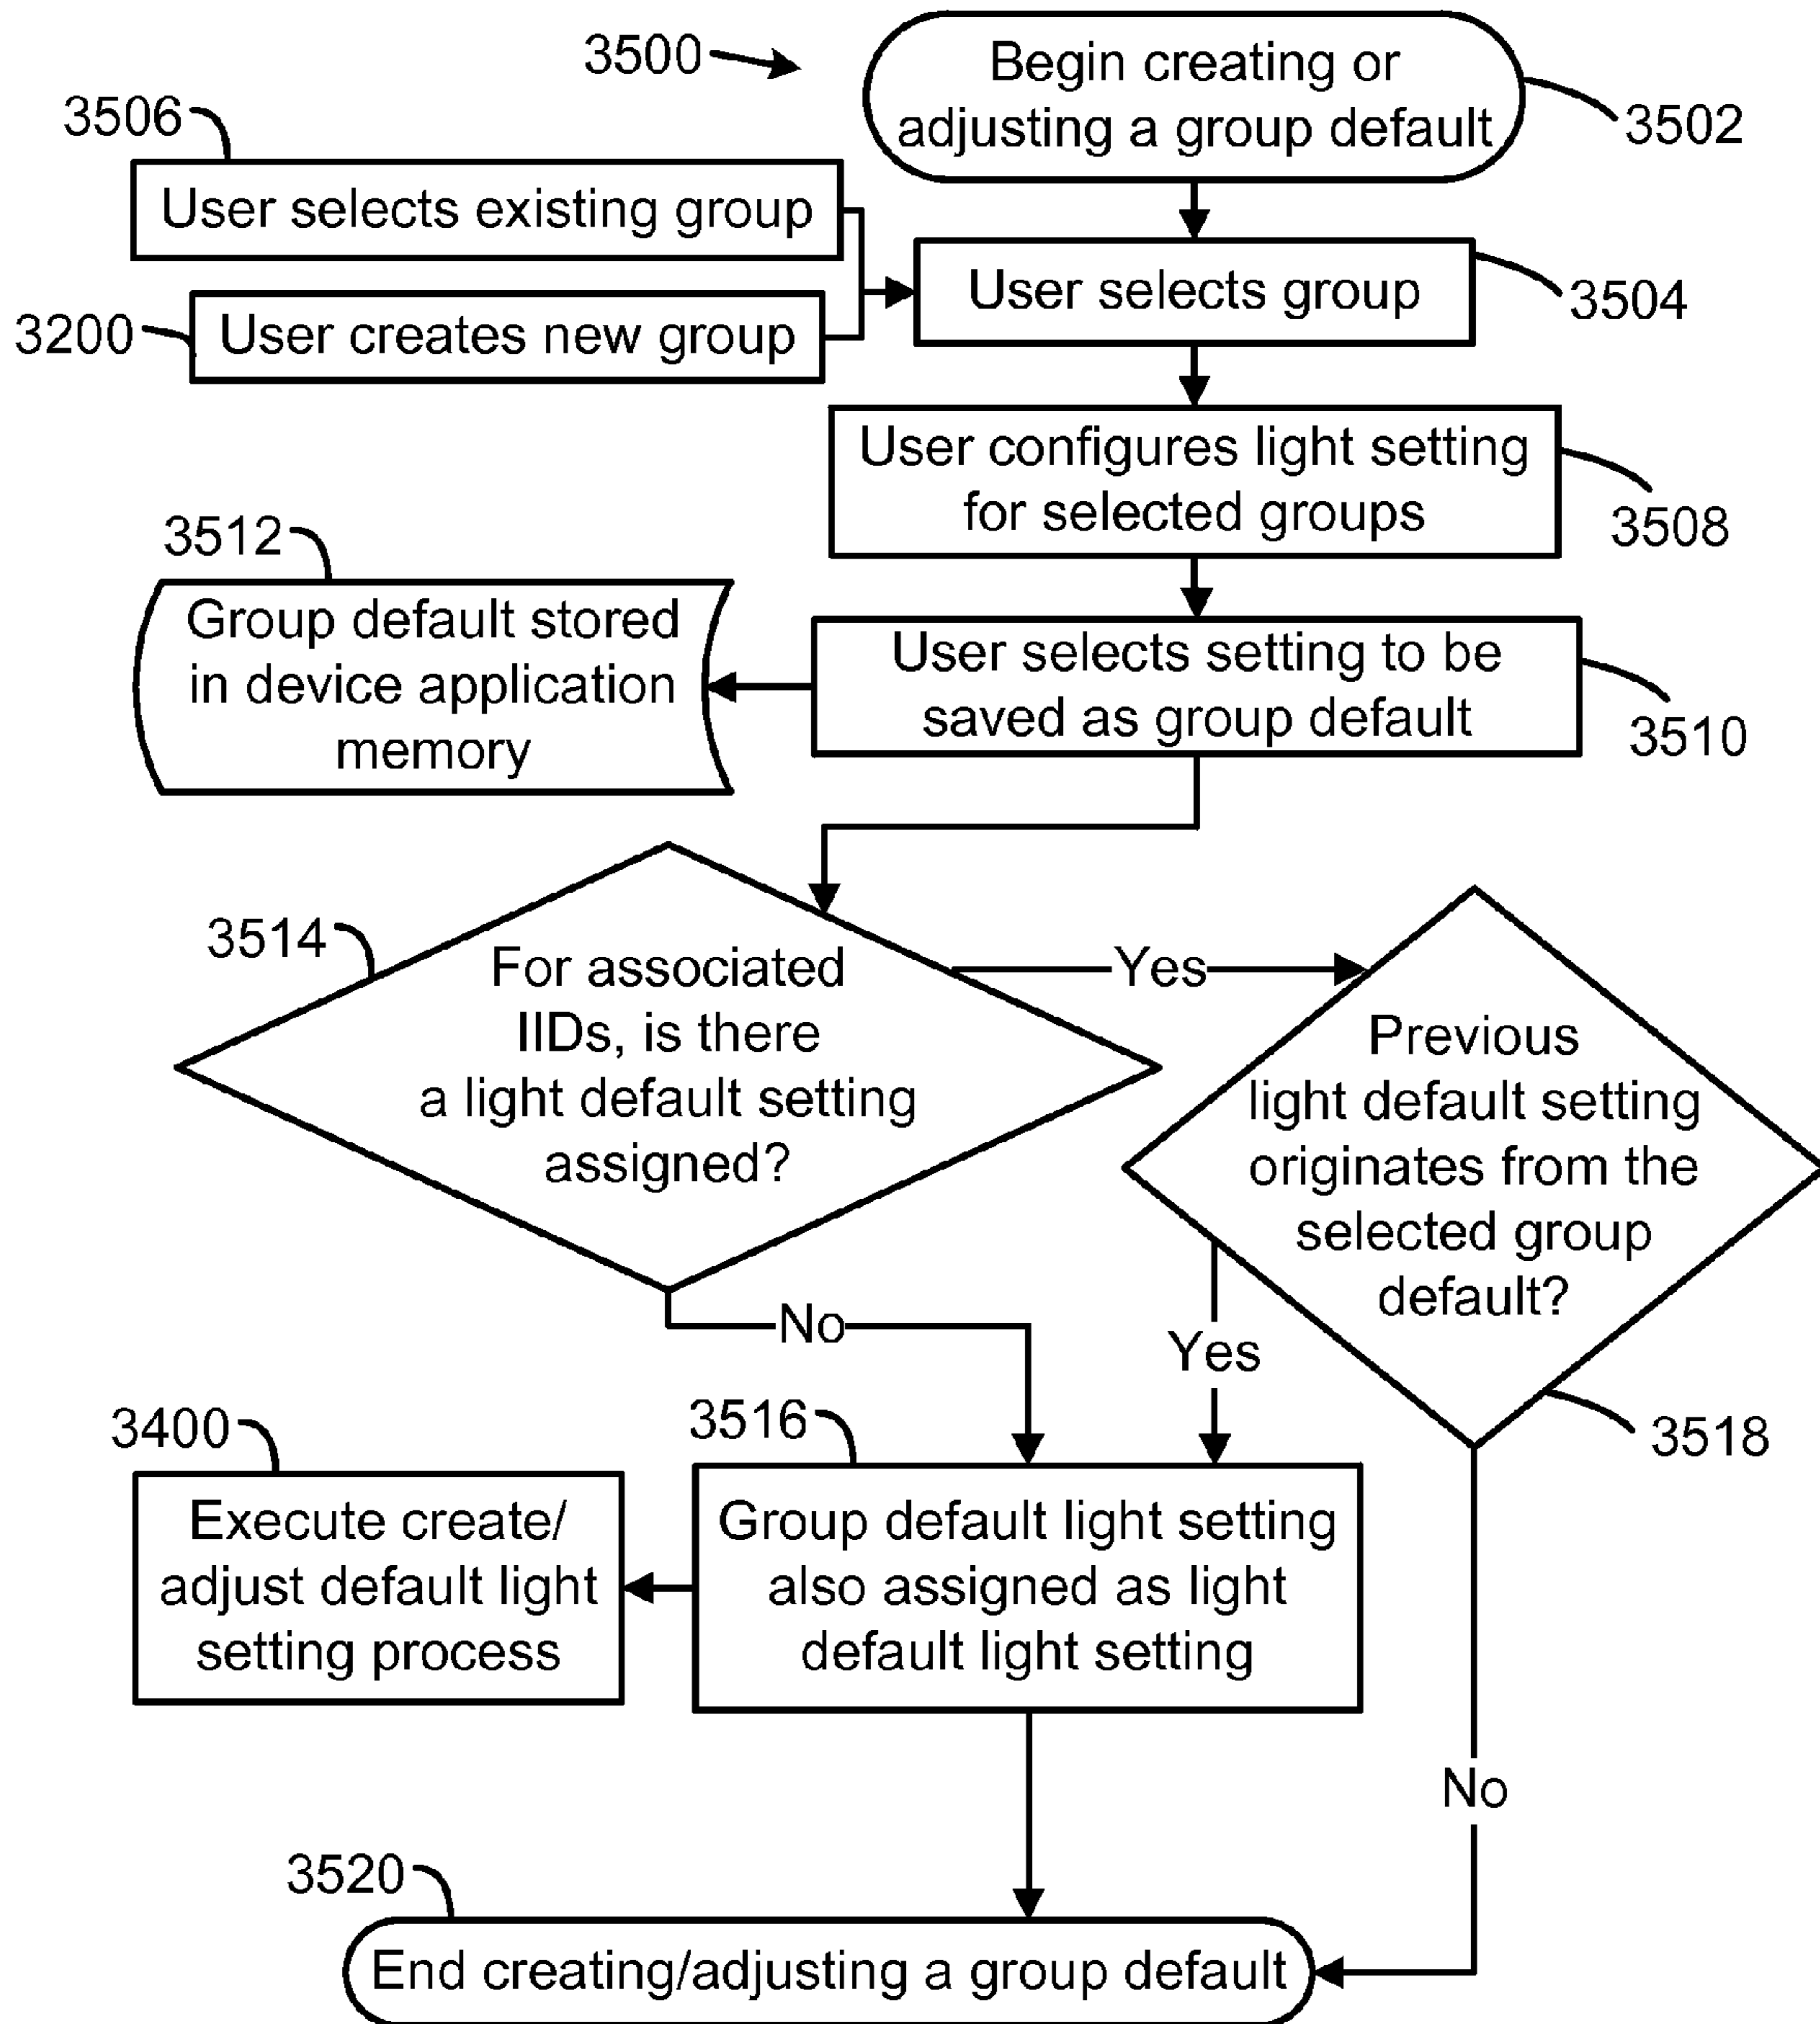 3500
Begin creating or
adjusting a group default
3502
3506
User selects existing group
3200
User creates new group
User selects group
3504
User configures light setting
for selected groups
3508
3512
Group default stored
in device application
memory
User selects setting to be
saved as group default
3510
3514
For associated
IIDs, is there
a light default setting
assigned?
Yes
Previous
light default setting
originates from the
selected group
default?
3518
No
Yes
3400
Execute create/
adjust default light
setting process
3516
Group default light setting
also assigned as light
default light setting
No
3520
End creating/adjusting a group default